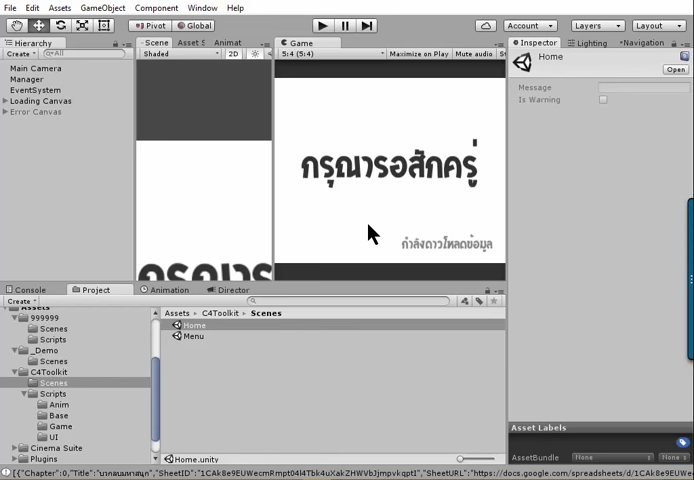 File Edit Assets GameObject Component Window Help
Pivot Global Account Layers Layout
Hierarchy
Create All
Main Camera
Manager
EventSystem
Loading Canvas
Error Canvas
Scene Asset S Animat
Shaded 2D
Game
5:4 (5:4) Maximize on Play Mute audio
กรุณารอสักครู่
กำลังดาวน์โหลดข้อมูล
Inspector Lighting Navigation
Home
Open
Message
Is Warning
Console Project Animation Director
Create
Assets
999999
Scenes
Scripts
_Demo
Scenes
C4Toolkit
Scenes
Scripts
Anim
Base
Game
UI
Cinema Suite
Plugins
Assets C4Toolkit Scenes
Home
Menu
Home.unity
Asset Labels
AssetBundle None None